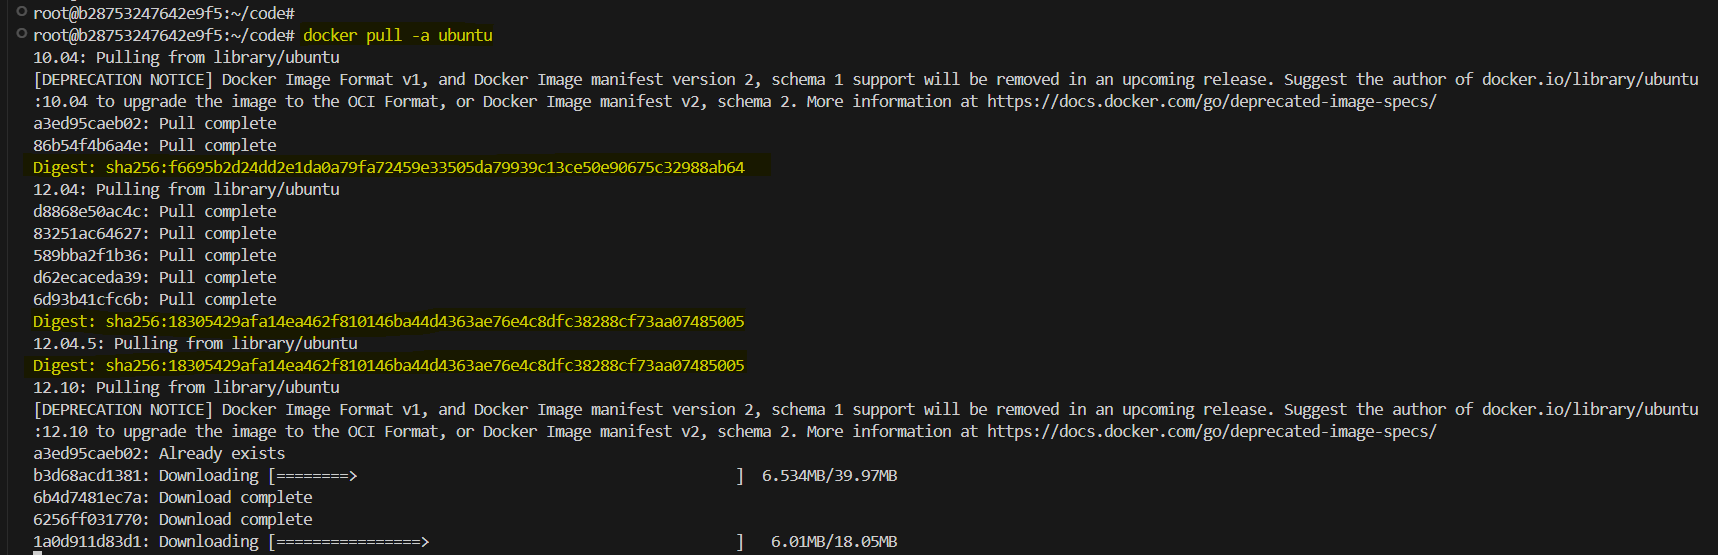 root@b28753247642e9f5:~/code#
root@b28753247642e9f5:~/code# docker pull -a ubuntu
10.04: Pulling from library/ubuntu
[DEPRECATION NOTICE] Docker Image Format v1, and Docker Image manifest version 2, schema 1 support will be removed in an upcoming release. Suggest the author of docker.io/library/ubuntu
:10.04 to upgrade the image to the OCI Format, or Docker Image manifest v2, schema 2. More information at https://docs.docker.com/go/deprecated-image-specs/
a3ed95caeb02: Pull complete
86b54f4b6a4e: Pull complete
Digest: sha256:f6695b2d24dd2e1da0a79fa72459e33505da79939c13ce50e90675c32988ab64
12.04: Pulling from library/ubuntu
d8868e50ac4c: Pull complete
83251ac64627: Pull complete
589bba2f1b36: Pull complete
d62ecaceda39: Pull complete
6d93b41cfc6b: Pull complete
Digest: sha256:18305429afa14ea462f810146ba44d4363ae76e4c8dfc38288cf73aa07485005
12.04.5: Pulling from library/ubuntu
Digest: sha256:18305429afa14ea462f810146ba44d4363ae76e4c8dfc38288cf73aa07485005
12.10: Pulling from library/ubuntu
[DEPRECATION NOTICE] Docker Image Format v1, and Docker Image manifest version 2, schema 1 support will be removed in an upcoming release. Suggest the author of docker.io/library/ubuntu
:12.10 to upgrade the image to the OCI Format, or Docker Image manifest v2, schema 2. More information at https://docs.docker.com/go/deprecated-image-specs/
a3ed95caeb02: Already exists
b3d68acd1381: Downloading [========>                                          ]  6.534MB/39.97MB
6b4d7481ec7a: Download complete
6256ff031770: Download complete
1a0d911d83d1: Downloading [================>                                  ]   6.01MB/18.05MB